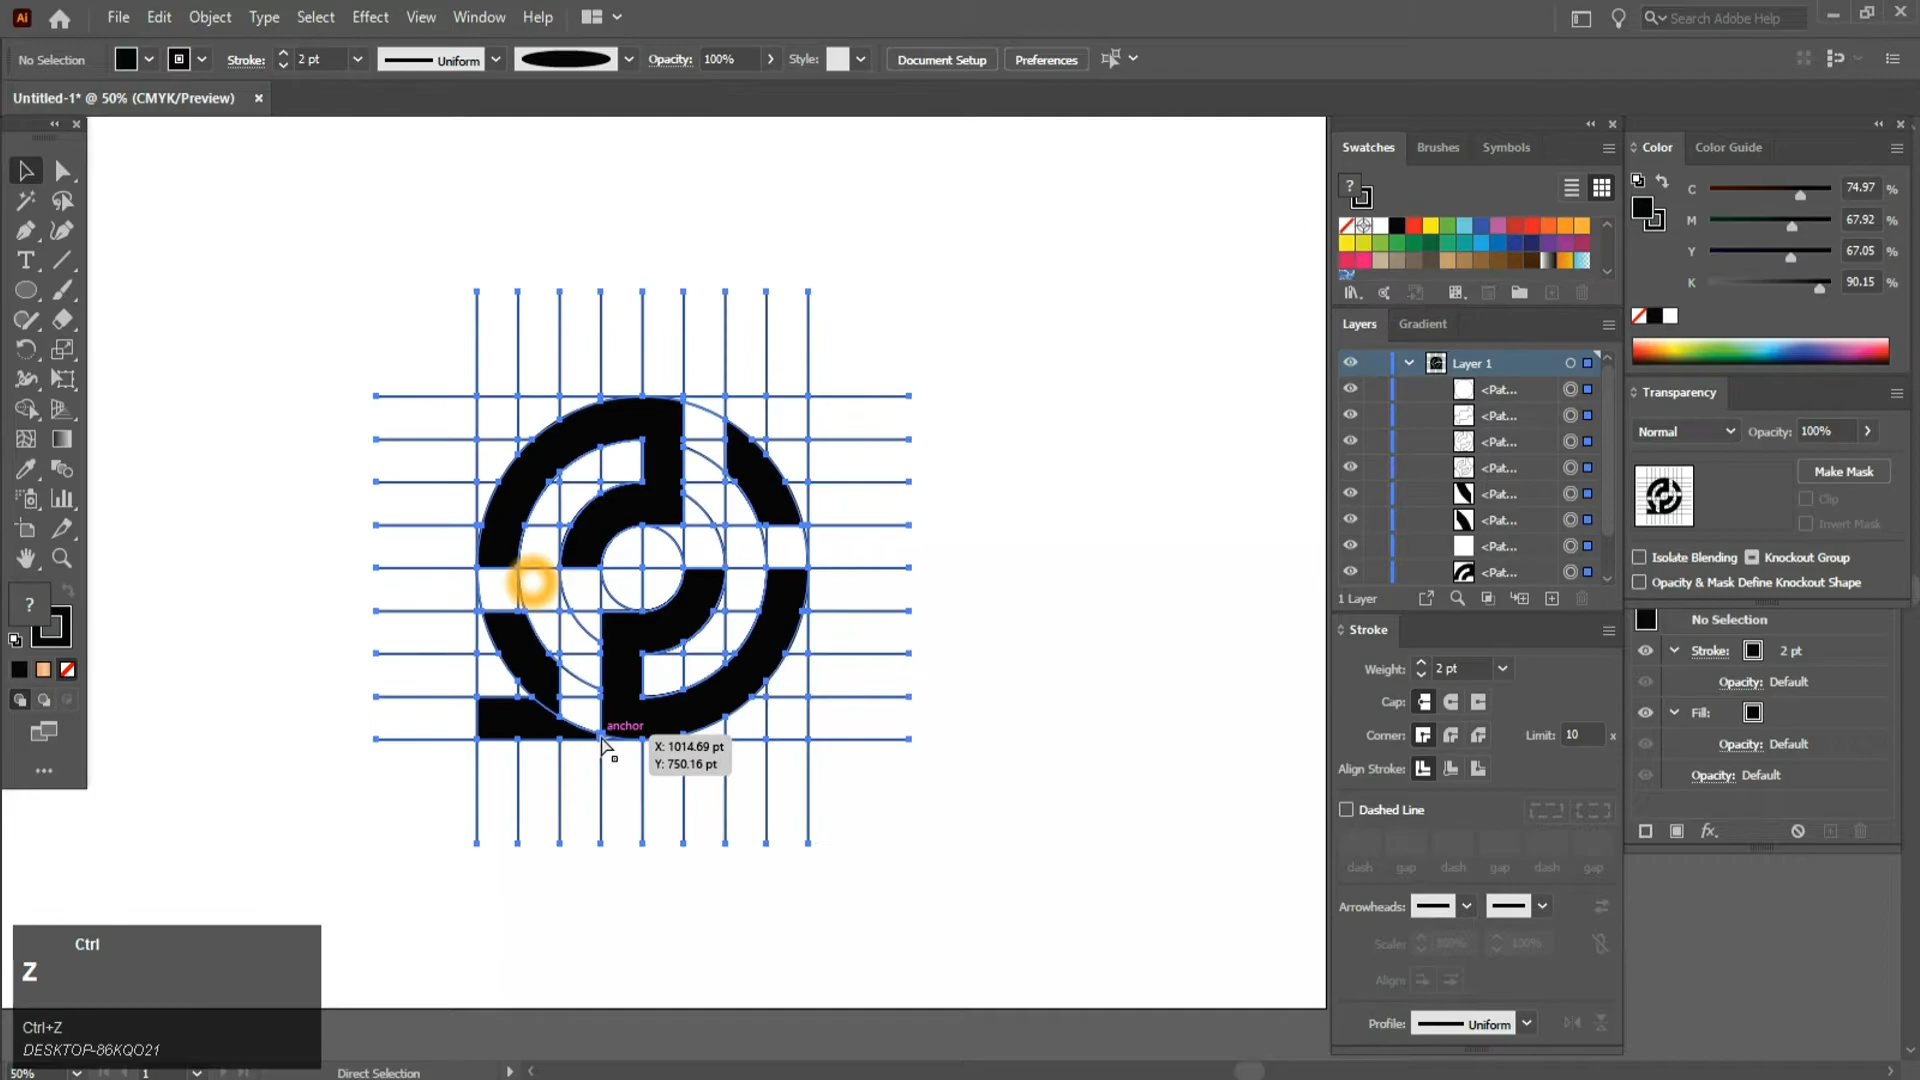 Ai File Edit Object Type Select Effect View Window Help
Search Adobe Help
No Selection Stroke: 2 pt Uniform Opacity: 100% Style: Document Setup Preferences
Untitled-1* @ 50% (CMYK/Preview) ×
Swatches Brushes Symbols
?
Layers Gradient
Layer 1
<Pat...
<Pat...
<Pat...
<Pat...
<Pat...
<Pat...
<Pat...
<Pat...
1 Layer
Stroke
Weight: 2 pt
Cap:
Corner: Limit: 10 x
Align Stroke:
Dashed Line
dash gap dash gap dash gap
Arrowheads:
Scale: 100% 100%
Align:
Profile: Uniform
Color Color Guide
C 74.97 %
M 67.92 %
Y 67.05 %
K 90.15 %
Transparency
Normal Opacity: 100%
Make Mask
Clip
Invert Mask
Isolate Blending Knockout Group
Opacity & Mask Define Knockout Shape
No Selection
Stroke: 2 pt
Opacity: Default
Fill:
Opacity: Default
Opacity: Default
fx.
T
?
anchor
X: 1014.69 pt
Y: 750.16 pt
Ctrl
Z
Ctrl+Z
DESKTOP-86KQO21
50% 1 Direct Selection